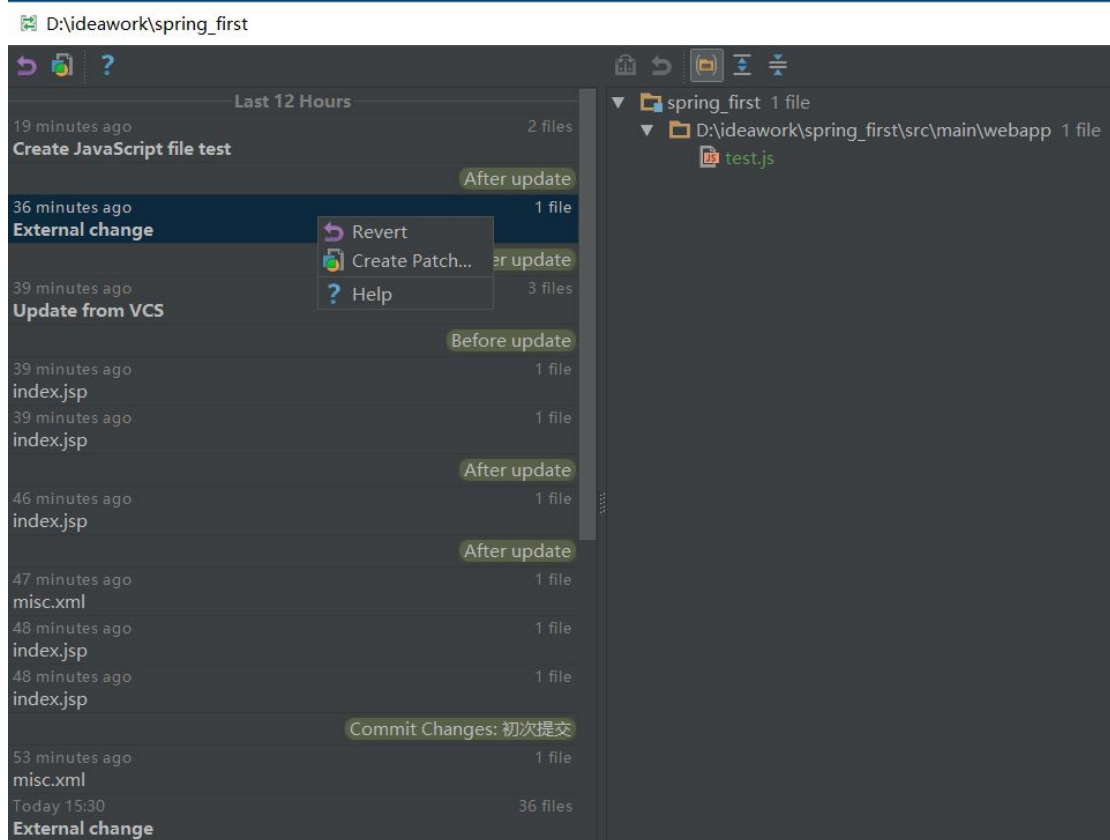 D:\ideawork\spring_first
?
Last 12 Hours
19 minutes ago 2 files
Create JavaScript file test
After update
36 minutes ago 1 file
External change
Revert
Create Patch...
? Help
er update
39 minutes ago 3 files
Update from VCS
Before update
39 minutes ago 1 file
index.jsp
39 minutes ago 1 file
index.jsp
After update
46 minutes ago 1 file
index.jsp
After update
47 minutes ago 1 file
misc.xml
48 minutes ago 1 file
index.jsp
48 minutes ago 1 file
index.jsp
Commit Changes: 初次提交
53 minutes ago 1 file
misc.xml
Today 15:30 36 files
External change
spring_first 1 file
D:\ideawork\spring_first\src\main\webapp 1 file
JS test.js